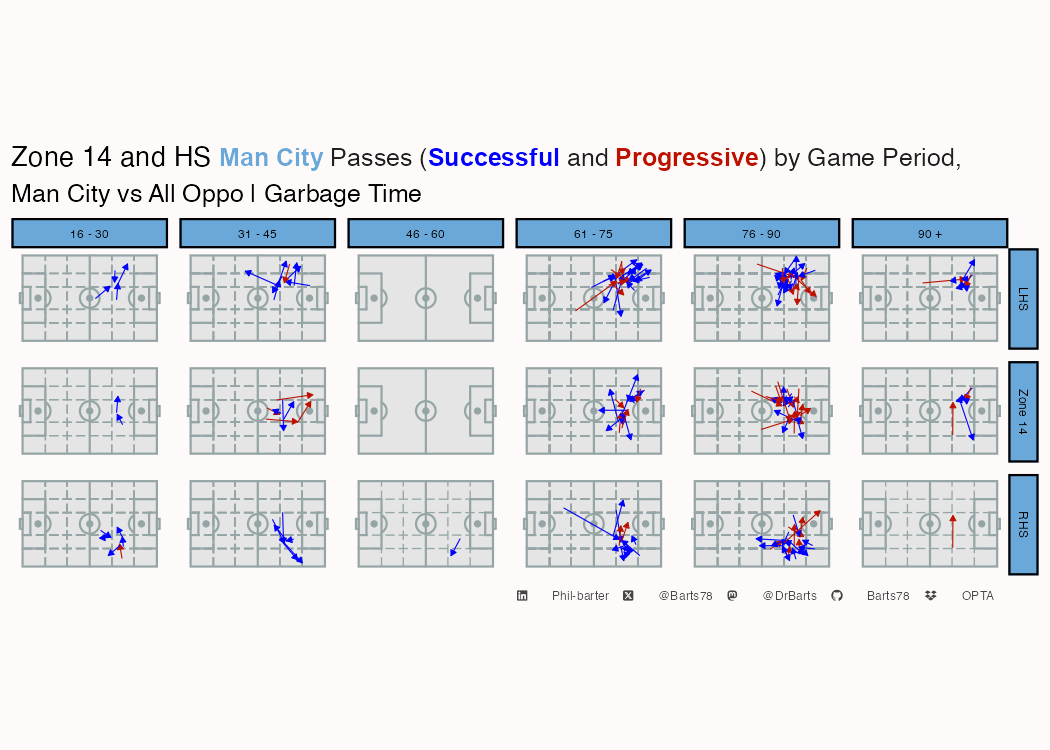 Zone 14 and HS Man City Passes (Successful and Progressive) by Game Period,
Man City vs All Oppo | Garbage Time
16 - 30 31 - 45 46 - 60 61 - 75 76 - 90 90 +
LHS
Zone 14
RHS
Phil-barter @Barts78 @DrBarts Barts78 OPTA